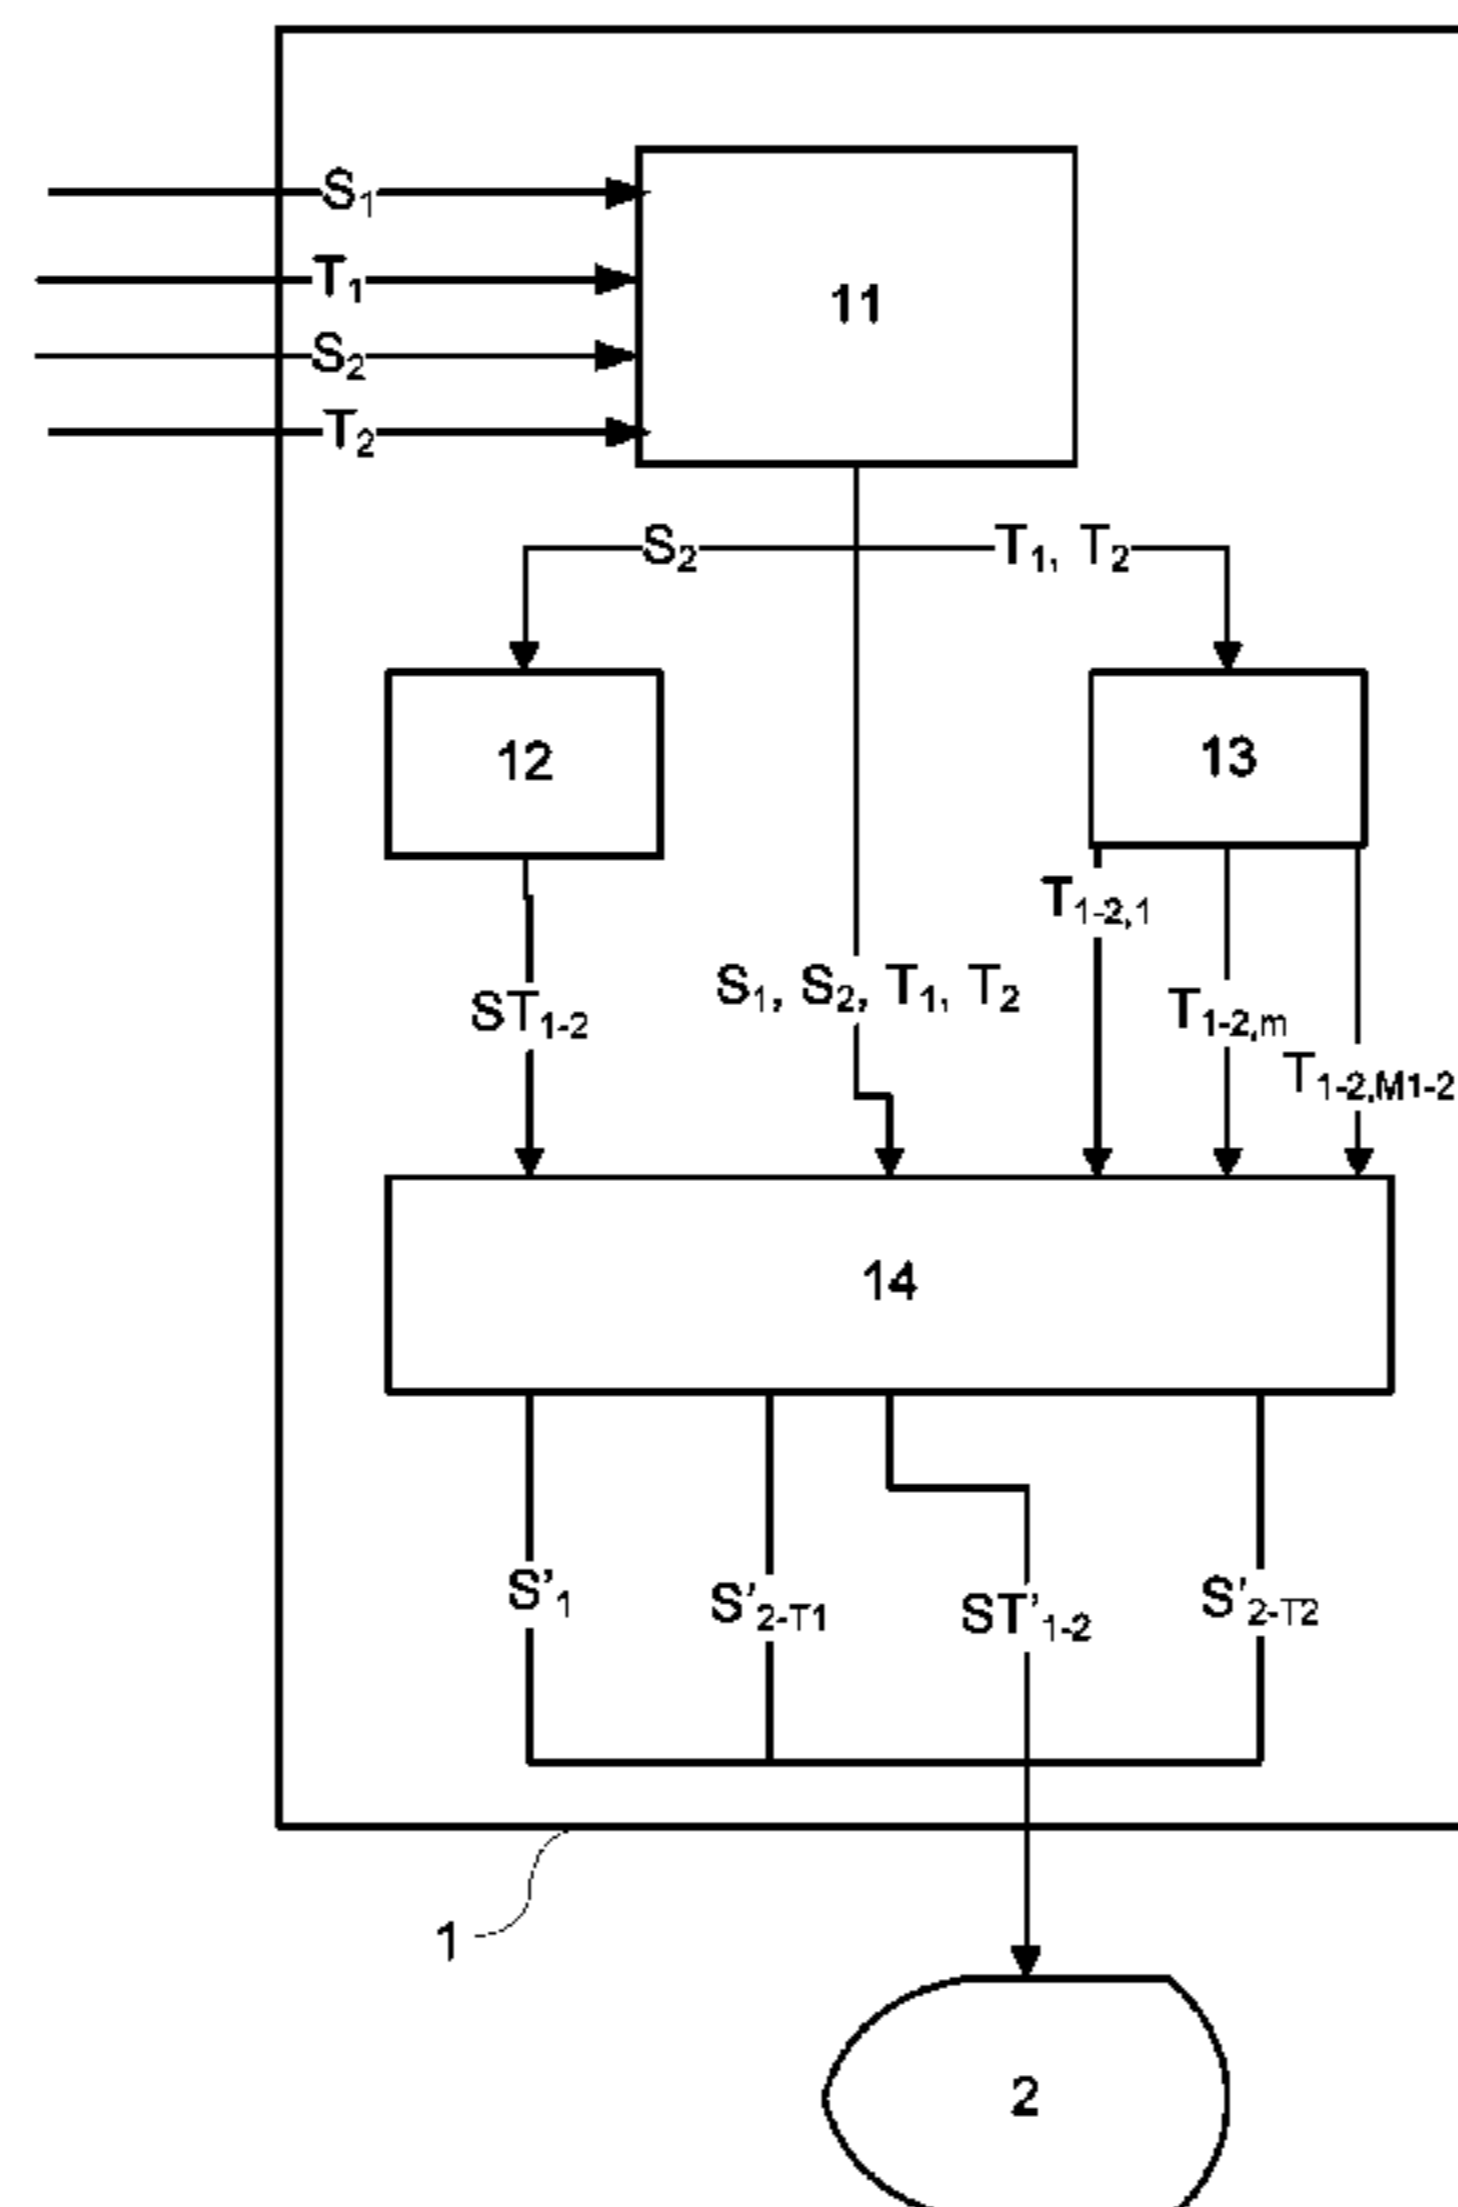 S₁
T₁
11
S₂
T₂
S₂
T₁, T₂
12
13
T₁₋₂,₁
S₁, S₂, T₁, T₂
ST₁₋₂
T₁₋₂,m
T₁₋₂,M1-2
14
S'₁
S'₂₋T1
ST'₁₋₂
S'₂₋T2
1
2